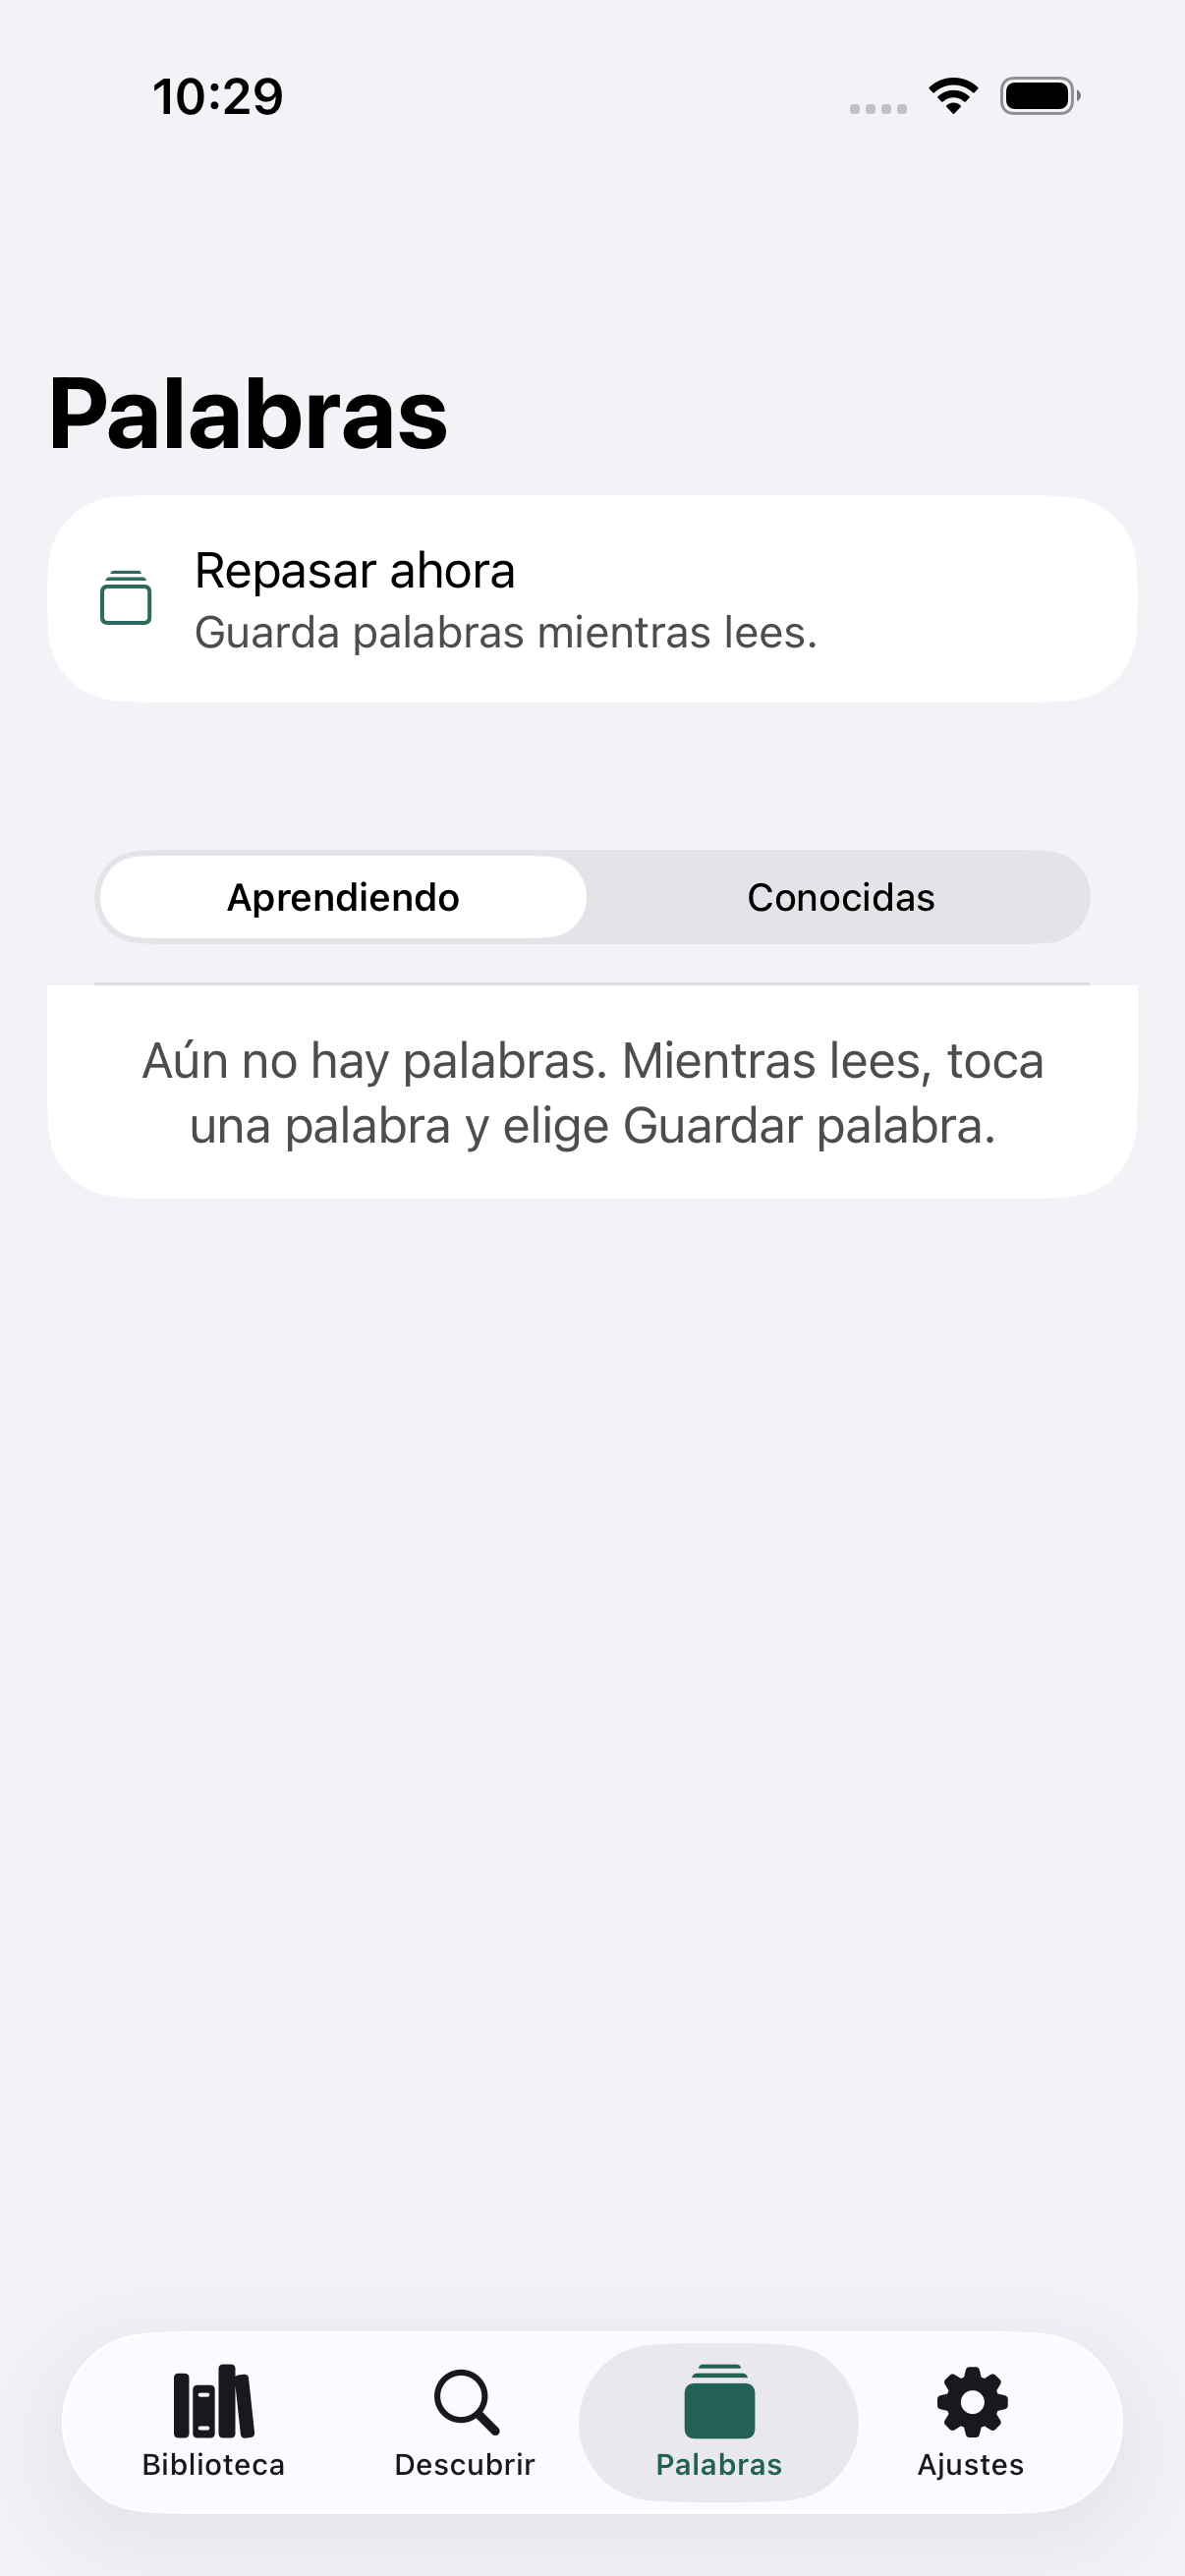 10:29
Palabras
Repasar ahora
Guarda palabras mientras lees.
Aprendiendo
Conocidas
Aún no hay palabras. Mientras lees, toca
una palabra y elige Guardar palabra.
Biblioteca
Descubrir
Palabras
Ajustes